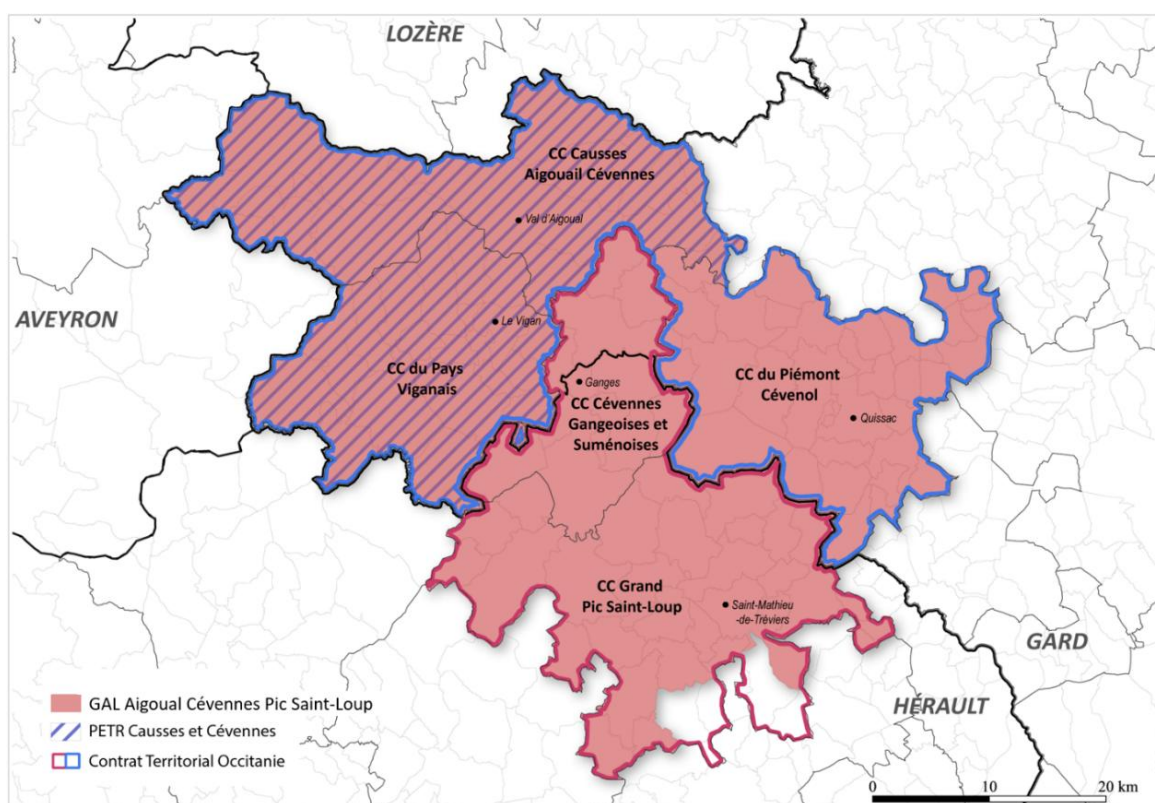 LOZÈRE
CC Causses
Aigouail Cévennes
Val d'Aigoual
AVEYRON
Le Vigan
CC du Pays
Viganais
Ganges
CC Cévennes
Gangeoises et
Suménoises
CC du Piémont
Cévenol
Quissac
CC Grand
Pic Saint-Loup
Saint-Mathieu
-de-Tréviers
GARD
HÉRAULT
GAL Aigoual Cévennes Pic Saint-Loup
PETR Causses et Cévennes
Contrat Territorial Occitanie
0 10 20 km